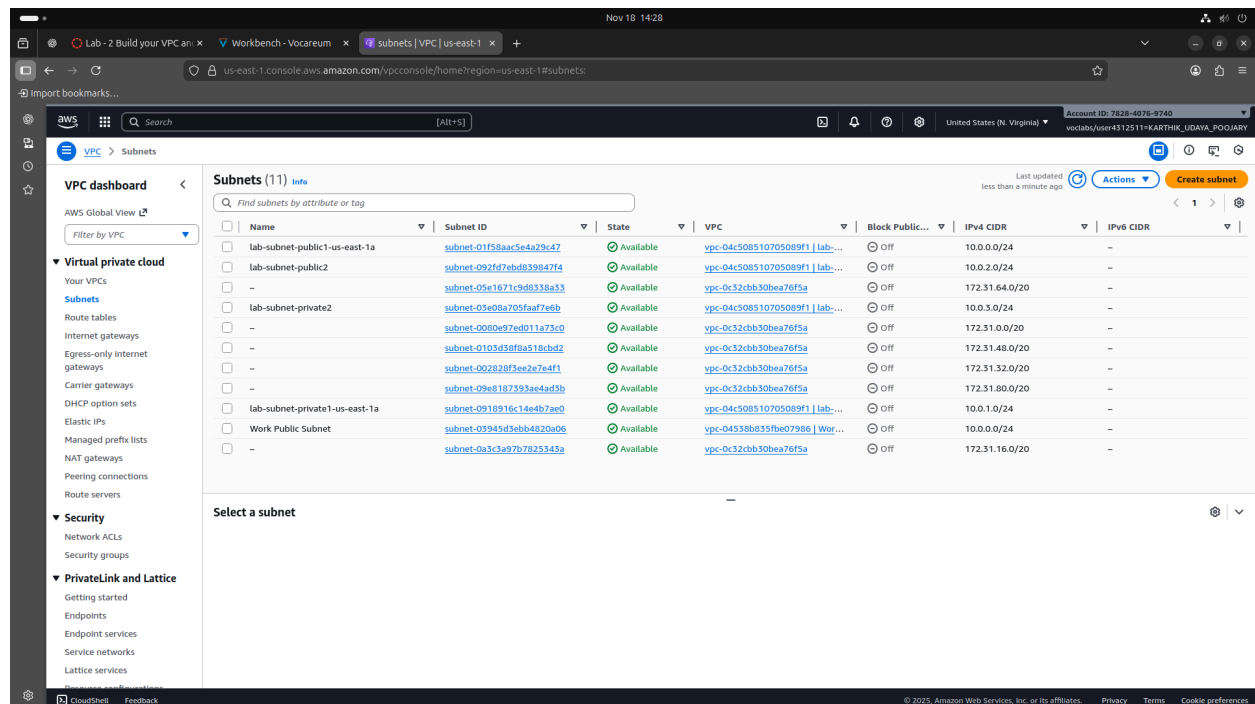 Nov 18 14:28
Lab - 2 Build your VPC anc × Workbench - Vocareum × subnets | VPC | us-east-1 × +
us-east-1.console.aws.amazon.com/vpcconsole/home?region=us-east-1#subnets:
Import bookmarks...
aws Search [Alt+S] United States (N. Virginia) ▼ Account ID: 7828-4076-9740 ▼
voclabs/user4312511=KARTHIK_UDAYA_POOJARY
VPC > Subnets
VPC dashboard <
AWS Global View
Filter by VPC ▼
▼ Virtual private cloud
Your VPCs
Subnets
Route tables
Internet gateways
Egress-only internet
gateways
Carrier gateways
DHCP option sets
Elastic IPs
Managed prefix lists
NAT gateways
Peering connections
Route servers
▼ Security
Network ACLs
Security groups
▼ PrivateLink and Lattice
Getting started
Endpoints
Endpoint services
Service networks
Lattice services
Subnets (11) Info
Last updated
less than a minute ago
Actions ▼ Create subnet
Find subnets by attribute or tag
< 1 >
Name Subnet ID State VPC Block Public... IPv4 CIDR IPv6 CIDR
lab-subnet-public1-us-east-1a subnet-01f58aac5e4a29c47 Available vpc-04c508510705089f1 | lab-... Off 10.0.0.0/24 –
lab-subnet-public2 subnet-092fd7ebd839847f4 Available vpc-04c508510705089f1 | lab-... Off 10.0.2.0/24 –
– subnet-05e1671c9d8338a33 Available vpc-0c32cbb30bea76f5a Off 172.31.64.0/20 –
lab-subnet-private2 subnet-03e08a705faaf7e6b Available vpc-04c508510705089f1 | lab-... Off 10.0.3.0/24 –
– subnet-0080e97ed011a73c0 Available vpc-0c32cbb30bea76f5a Off 172.31.0.0/20 –
– subnet-0103d38f8a518cbd2 Available vpc-0c32cbb30bea76f5a Off 172.31.48.0/20 –
– subnet-002828f3ee2e7e4f1 Available vpc-0c32cbb30bea76f5a Off 172.31.32.0/20 –
– subnet-09e8187393ae4ad3b Available vpc-0c32cbb30bea76f5a Off 172.31.80.0/20 –
lab-subnet-private1-us-east-1a subnet-0918916c14e4b7ae0 Available vpc-04c508510705089f1 | lab-... Off 10.0.1.0/24 –
Work Public Subnet subnet-03945d3ebb4820a06 Available vpc-04538b835fbe07986 | Wor... Off 10.0.0.0/24 –
– subnet-0a3c3a97b7825343a Available vpc-0c32cbb30bea76f5a Off 172.31.16.0/20 –
Select a subnet
CloudShell Feedback © 2025, Amazon Web Services, Inc. or its affiliates. Privacy Terms Cookie preferences